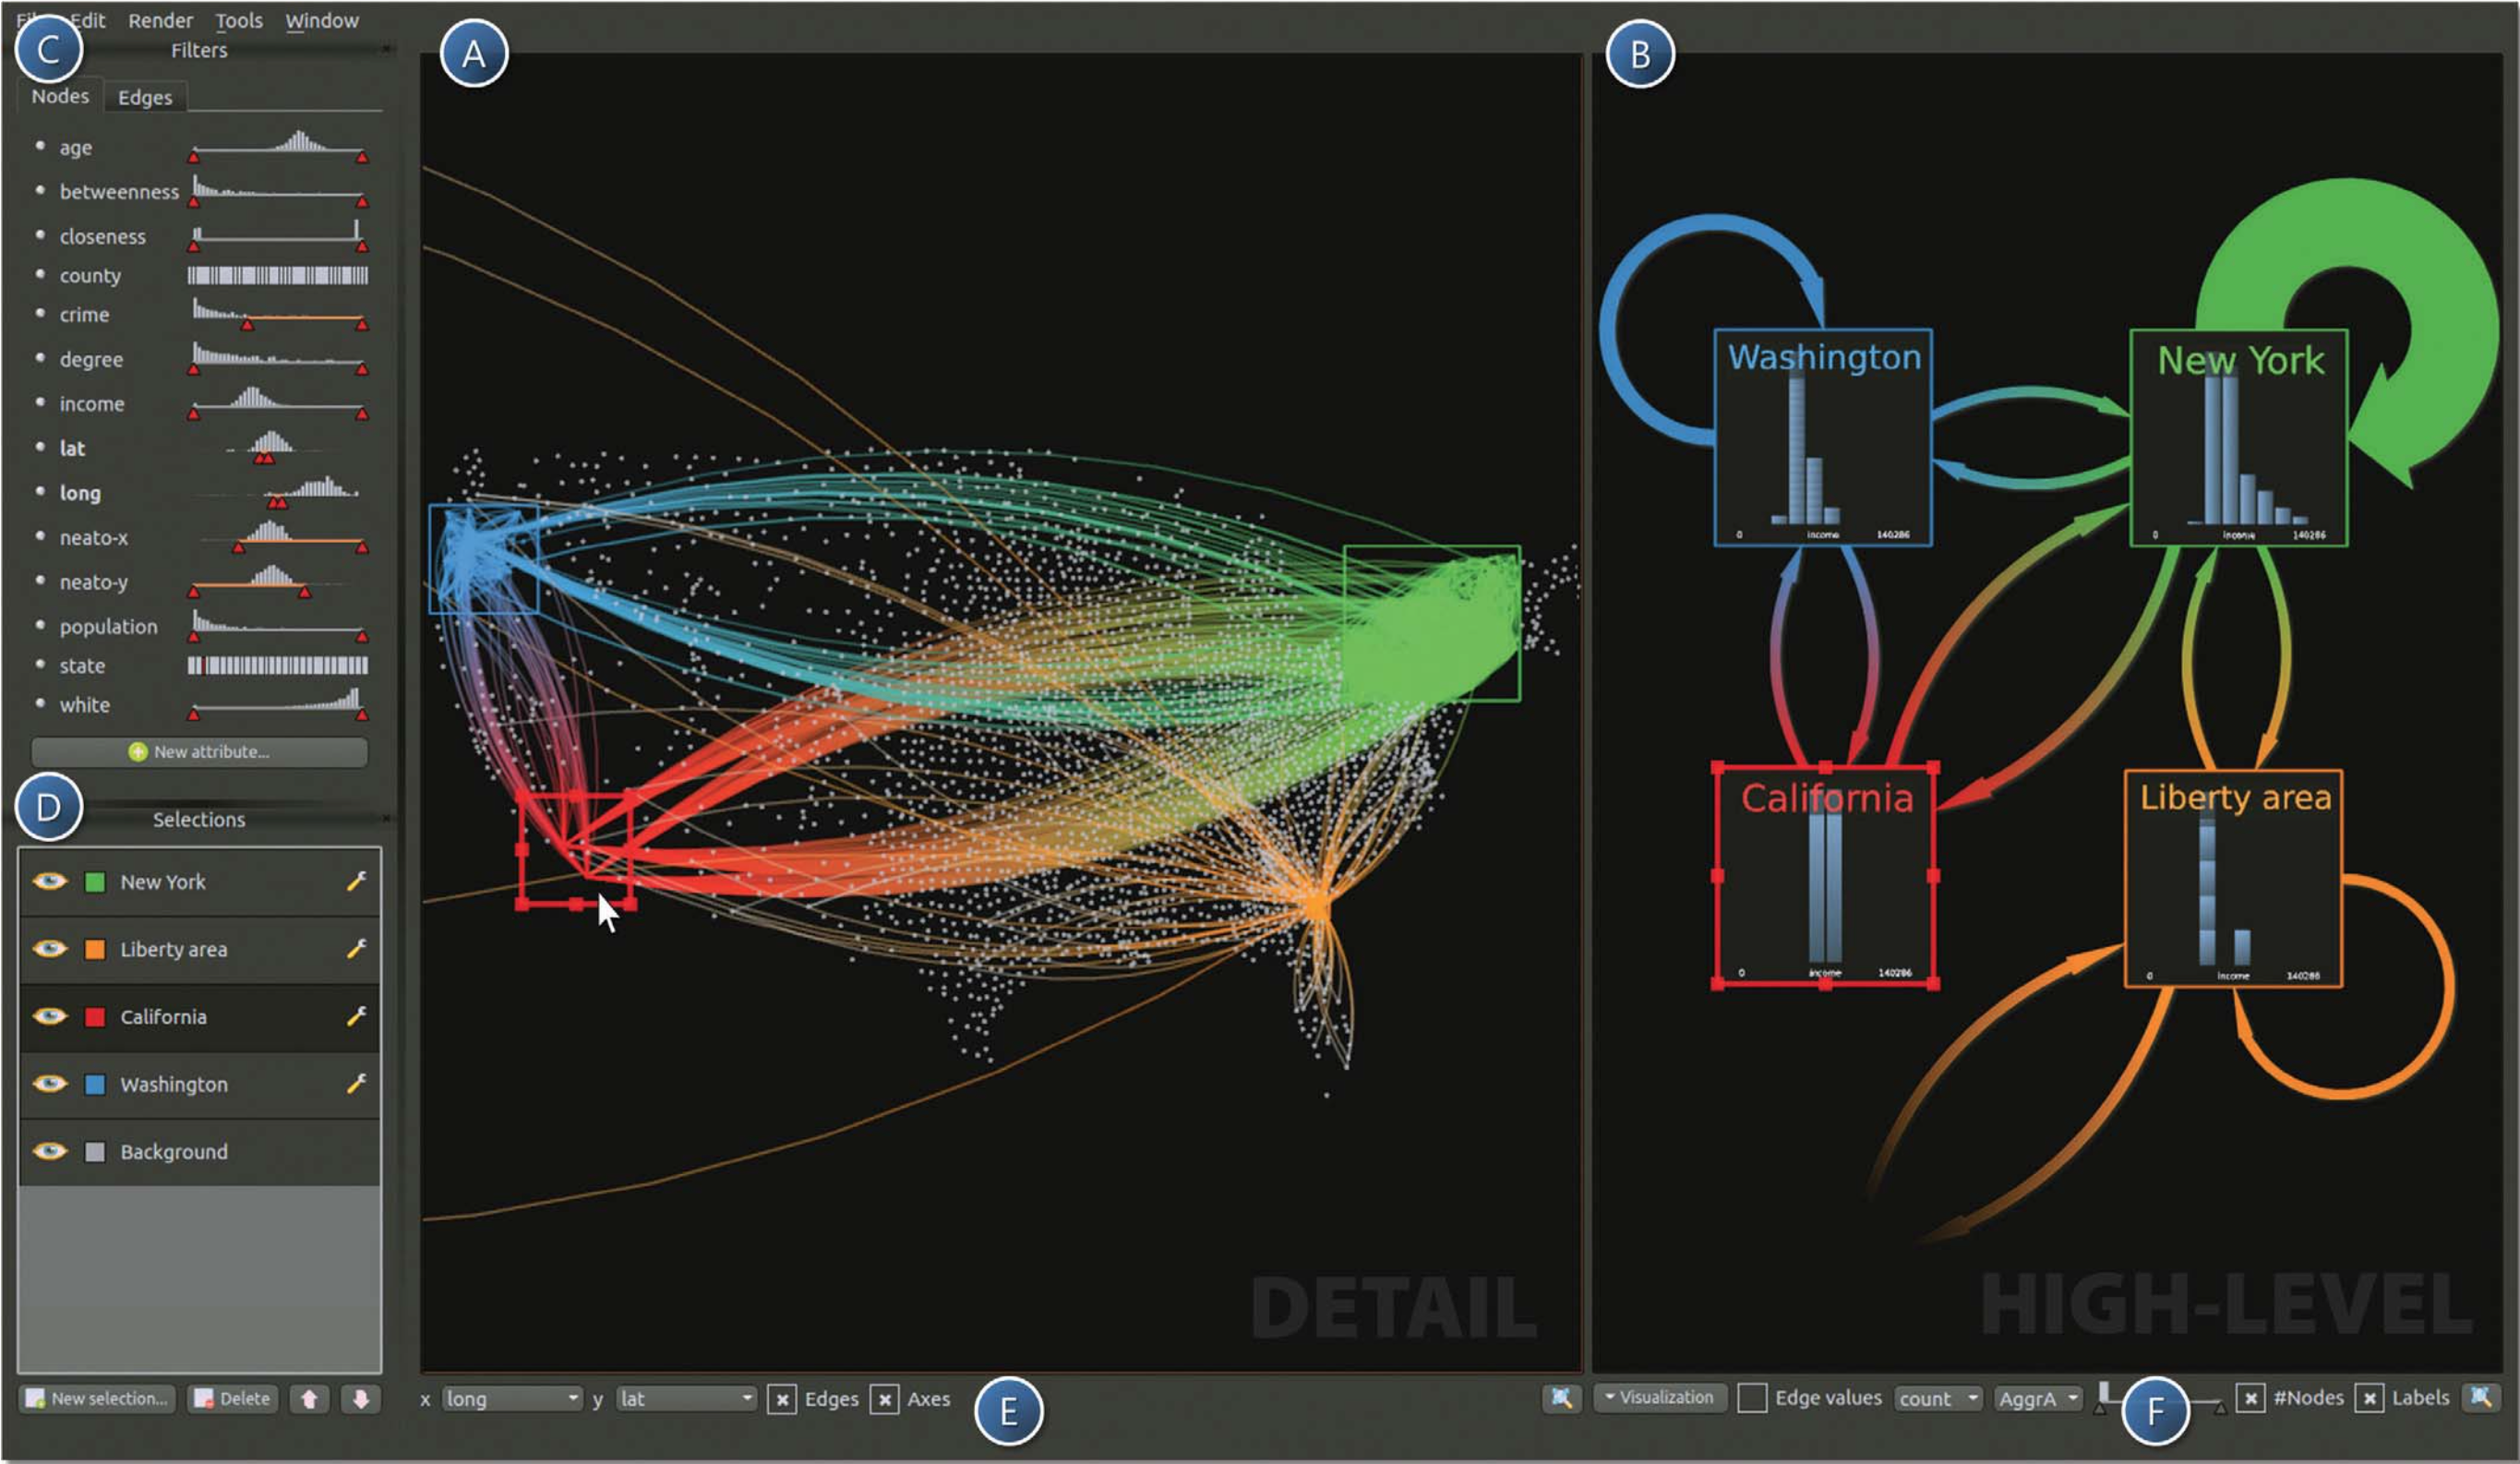 Edit Render Tools Window
C
Filters
Nodes Edges
age
betweenness
closeness
county
crime
degree
income
lat
long
neato-x
neato-y
population
state
white
New attribute...
D
Selections
New York
Liberty area
California
Washington
Background
New selection... Delete
A
DETAIL
x long y lat Edges Axes
E
B
Washington
0 income 140286
New York
0 income 140286
California
0 income 140286
Liberty area
0 income 140286
HIGH-LEVEL
Visualization Edge values count AggrA #Nodes Labels
F